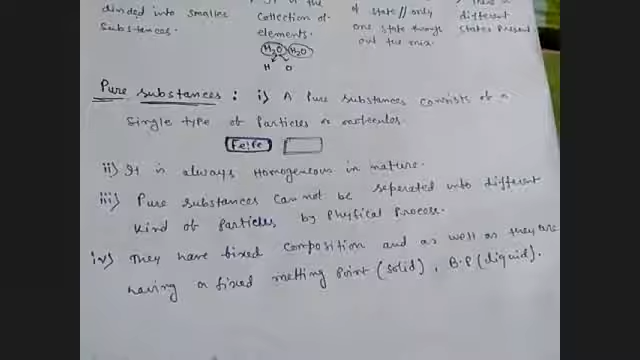 divided into smaller
substances.
collection of
elements.
H2O H2O
H O
of state// only
one state through
out the mix.
different
states present.
Pure substances : i) A Pure substances consists of a
single type of Particles or molecules.
Fe|Fe
ii) It is always Homogeneous in nature.
iii) Pure substances cannot be seperated into different
kind of Particles by Physical Process.
iv) They have fixed composition and as well as they are
having a fixed melting Point (solid), B.P (liquid).